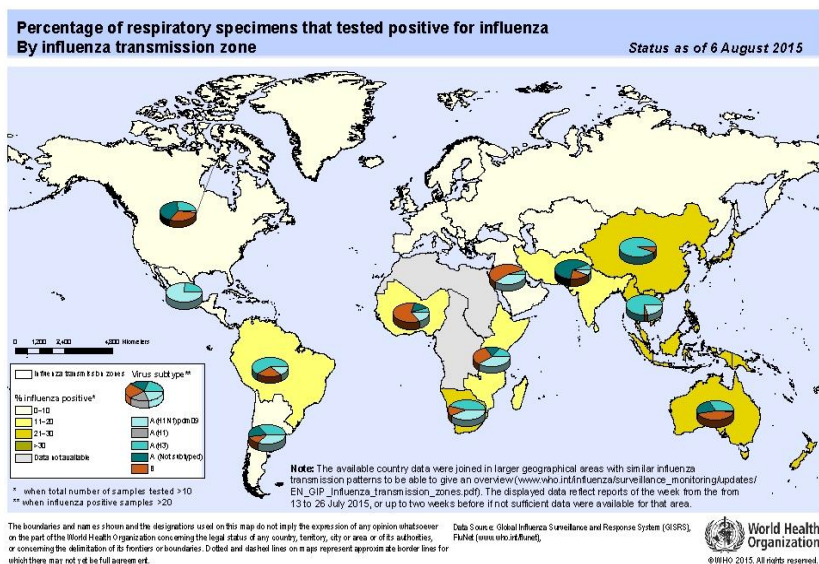 Percentage of respiratory specimens that tested positive for influenza
By influenza transmission zone
Status as of 6 August 2015
0 1,200 2,400 4,800 Kilometers
Influenza transmission zones
Virus subtype**
% influenza positive*
0-10
11-20
21-30
>30
Data not available
A(H1N1)pdm09
A(H1)
A(H3)
A (Not subtyped)
B
* when total number of samples tested >10
** when influenza positive samples >20
Note: The available country data were joined in larger geographical areas with similar influenza
transmission patterns to be able to give an overview (www.who.int/influenza/surveillance_monitoring/updates/
EN_GIP_Influenza_transmission_zones.pdf). The displayed data reflect reports of the week from the from
13 to 26 July 2015, or up to two weeks before if not sufficient data were available for that area.
The boundaries and names shown and the designations used on this map do not imply the expression of any opinion whatsoever
on the part of the World Health Organization concerning the legal status of any country, territory, city or area or of its authorities,
or concerning the delimitation of its frontiers or boundaries. Dotted and dashed lines on maps represent approximate border lines for
which there may not yet be full agreement.
Data Source: Global Influenza Surveillance and Response System (GISRS),
FluNet (www.who.int/flunet),
World Health
Organization
©WHO 2015. All rights reserved.